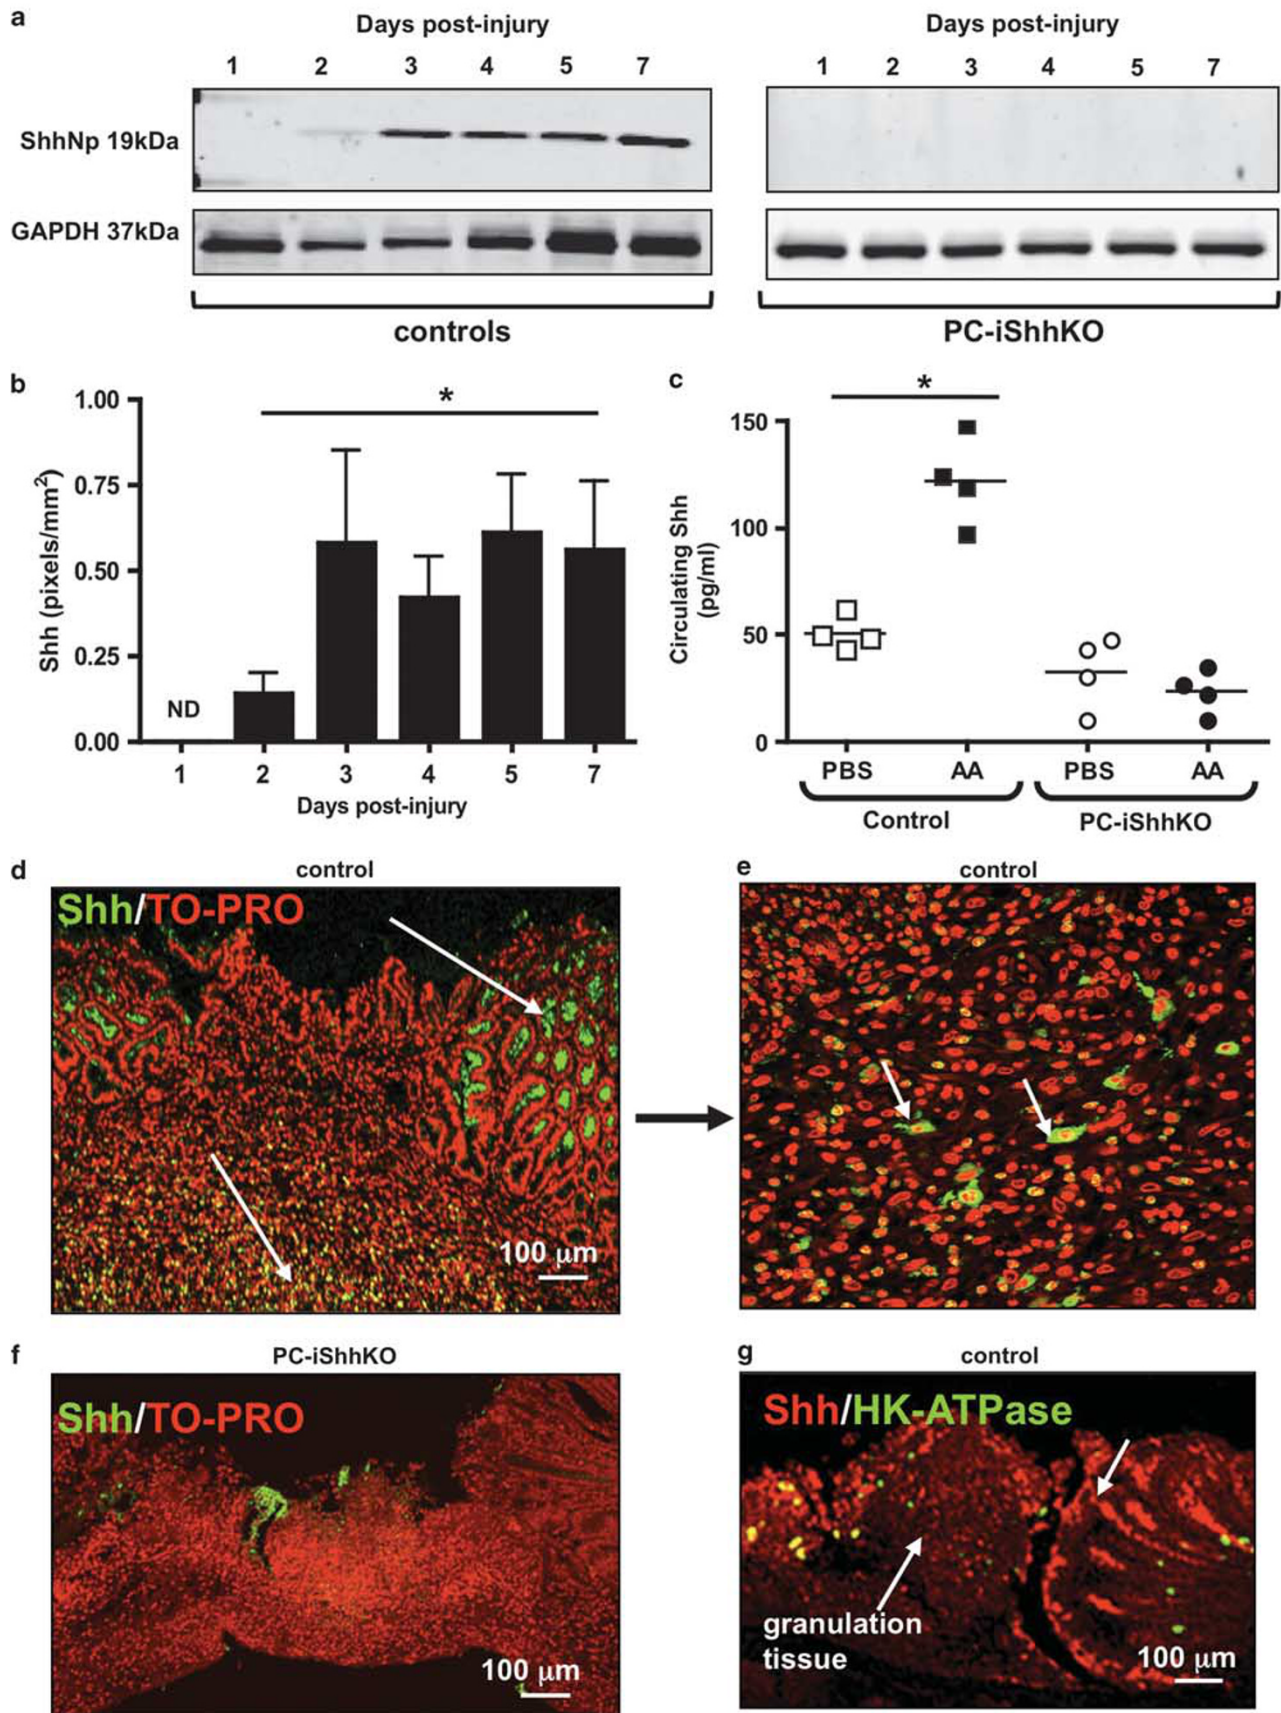 a
Days post-injury
1 2 3 4 5 7
Days post-injury
1 2 3 4 5 7
ShhNp 19kDa
GAPDH 37kDa
controls
PC-iShhKO
b
1.00
0.75
0.50
0.25
0.00
Shh (pixels/mm²)
*
ND
1 2 3 4 5 7
Days post-injury
c
150
100
50
0
Circulating Shh
(pg/ml)
*
PBS AA PBS AA
Control PC-iShhKO
d
control
Shh/TO-PRO
100 μm
e
control
f
PC-iShhKO
Shh/TO-PRO
100 μm
g
control
Shh/HK-ATPase
granulation
tissue
100 μm